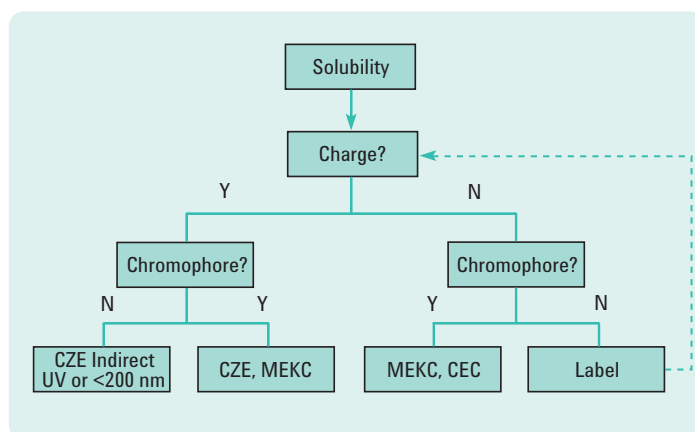 Solubility
Charge?
Y
N
Chromophore?
Chromophore?
N
Y
Y
N
CZE Indirect
UV or <200 nm
CZE, MEKC
MEKC, CEC
Label